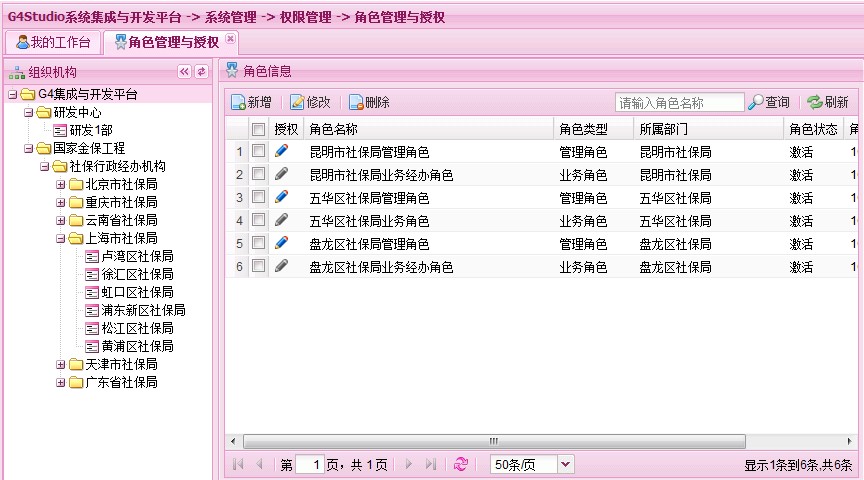 G4Studio系统集成与开发平台 -> 系统管理 -> 权限管理 -> 角色管理与授权
我的工作台 角色管理与授权
组织机构
G4集成与开发平台
研发中心
研发1部
国家金保工程
社保行政经办机构
北京市社保局
重庆市社保局
云南省社保局
上海市社保局
卢湾区社保局
徐汇区社保局
虹口区社保局
浦东新区社保局
松江区社保局
黄浦区社保局
天津市社保局
广东省社保局
角色信息
新增 修改 删除 请输入角色名称 查询 刷新
授权 角色名称 角色类型 所属部门 角色状态
1 昆明市社保局管理角色 管理角色 昆明市社保局 激活
2 昆明市社保局业务经办角色 业务角色 昆明市社保局 激活
3 五华区社保局管理角色 管理角色 五华区社保局 激活
4 五华区社保局业务角色 业务角色 五华区社保局 激活
5 盘龙区社保局管理角色 管理角色 盘龙区社保局 激活
6 盘龙区社保局业务经办角色 业务角色 盘龙区社保局 激活
第 1 页，共 1 页 50条/页 显示1条到6条,共6条